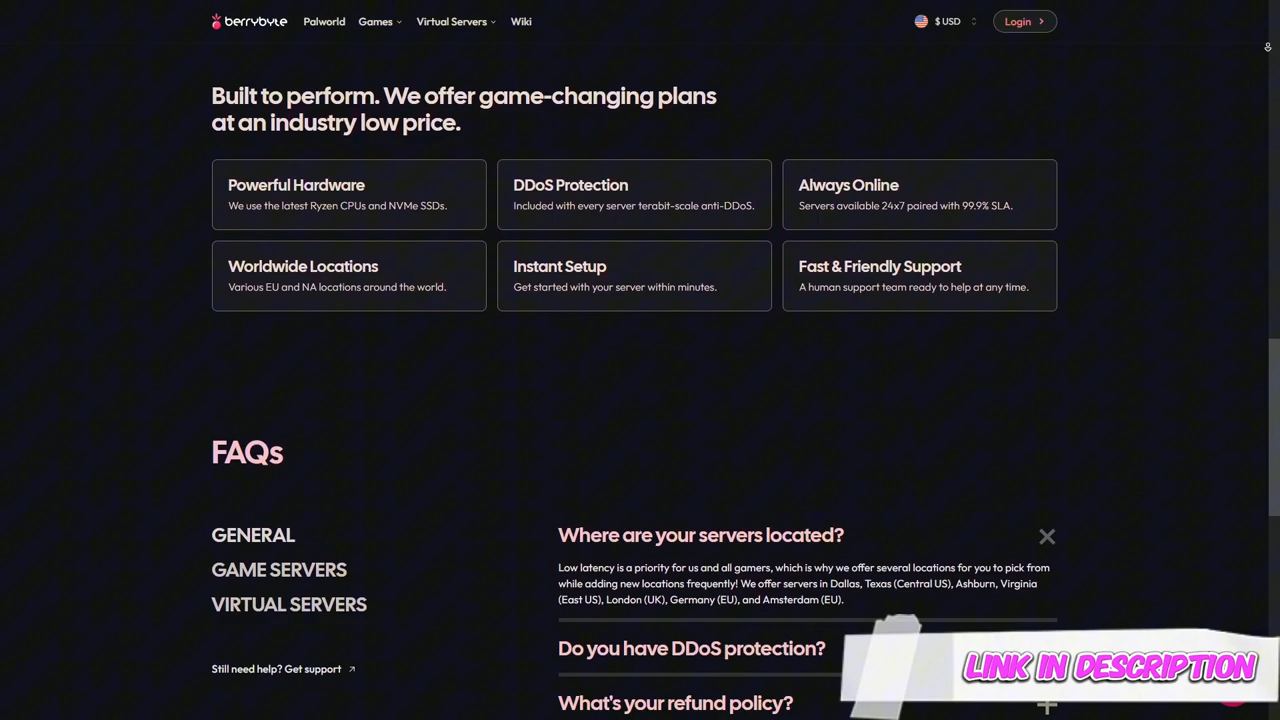 berrybyte Palworld Games Virtual Servers Wiki $ USD Login
Built to perform. We offer game-changing plans
at an industry low price.
Powerful Hardware
We use the latest Ryzen CPUs and NVMe SSDs.
DDoS Protection
Included with every server terabit-scale anti-DDoS.
Always Online
Servers available 24x7 paired with 99.9% SLA.
Worldwide Locations
Various EU and NA locations around the world.
Instant Setup
Get started with your server within minutes.
Fast & Friendly Support
A human support team ready to help at any time.
FAQs
GENERAL
GAME SERVERS
VIRTUAL SERVERS
Still need help? Get support
Where are your servers located?
Low latency is a priority for us and all gamers, which is why we offer several locations for you to pick from
while adding new locations frequently! We offer servers in Dallas, Texas (Central US), Ashburn, Virginia
(East US), London (UK), Germany (EU), and Amsterdam (EU).
Do you have DDoS protection?
What's your refund policy?
LINK IN DESCRIPTION